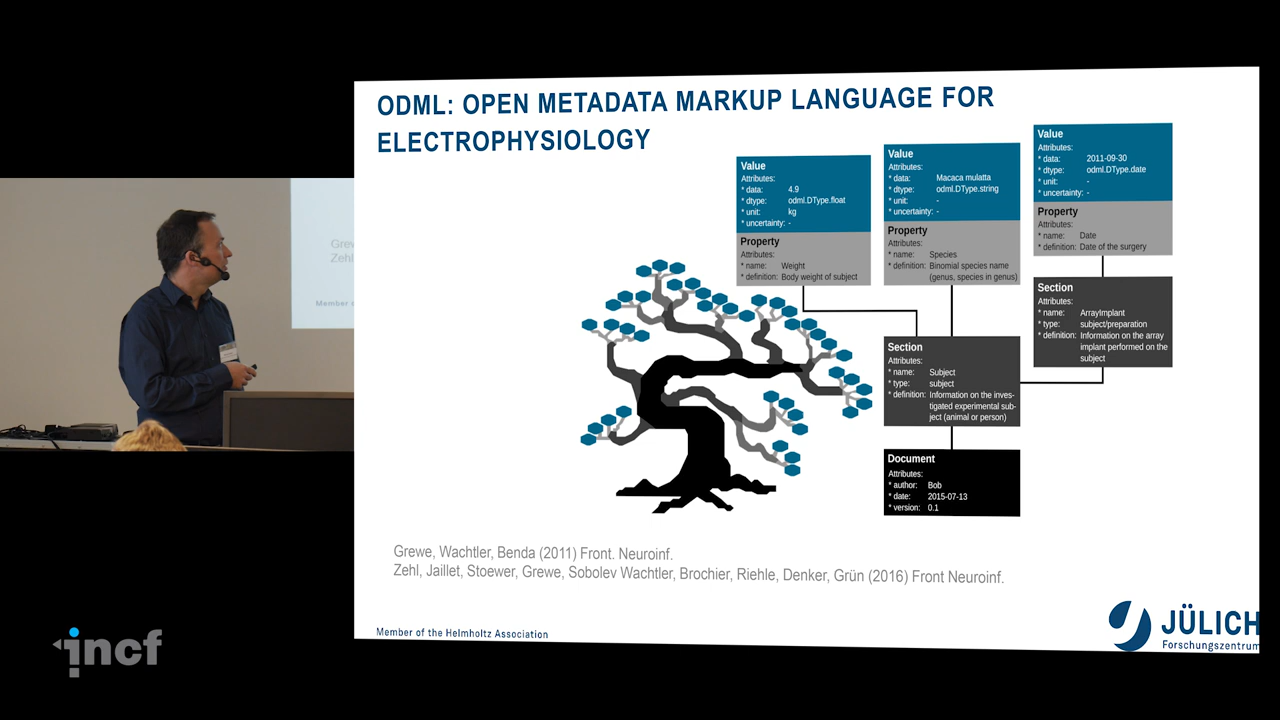 ODML: OPEN METADATA MARKUP LANGUAGE FOR
ELECTROPHYSIOLOGY
Value
Attributes:
* data: 4.9
* dtype: odml.DType.float
* unit: kg
* uncertainty: -
Property
Attributes:
* name: Weight
* definition: Body weight of subject
Value
Attributes:
* data: Macaca mulatta
* dtype: odml.DType.string
* unit: -
* uncertainty: -
Property
Attributes:
* name: Species
* definition: Binomial species name
(genus, species in genus)
Value
Attributes:
* data: 2011-09-30
* dtype: odml.DType.date
* unit: -
* uncertainty: -
Property
Attributes:
* name: Date
* definition: Date of the surgery
Section
Attributes:
* name: ArrayImplant
* type: subject/preparation
* definition: Information on the array
implant performed on the
subject
Section
Attributes:
* name: Subject
* type: subject
* definition: Information on the inves-
tigated experimental sub-
ject (animal or person)
Document
Attributes:
* author: Bob
* date: 2015-07-13
* version: 0.1
Grewe, Wachtler, Benda (2011) Front. Neuroinf.
Zehl, Jaillet, Stoewer, Grewe, Sobolev Wachtler, Brochier, Riehle, Denker, Grün (2016) Front Neuroinf.
Member of the Helmholtz Association
JÜLICH
Forschungszentrum
Grew
Zehl,
Member
incf